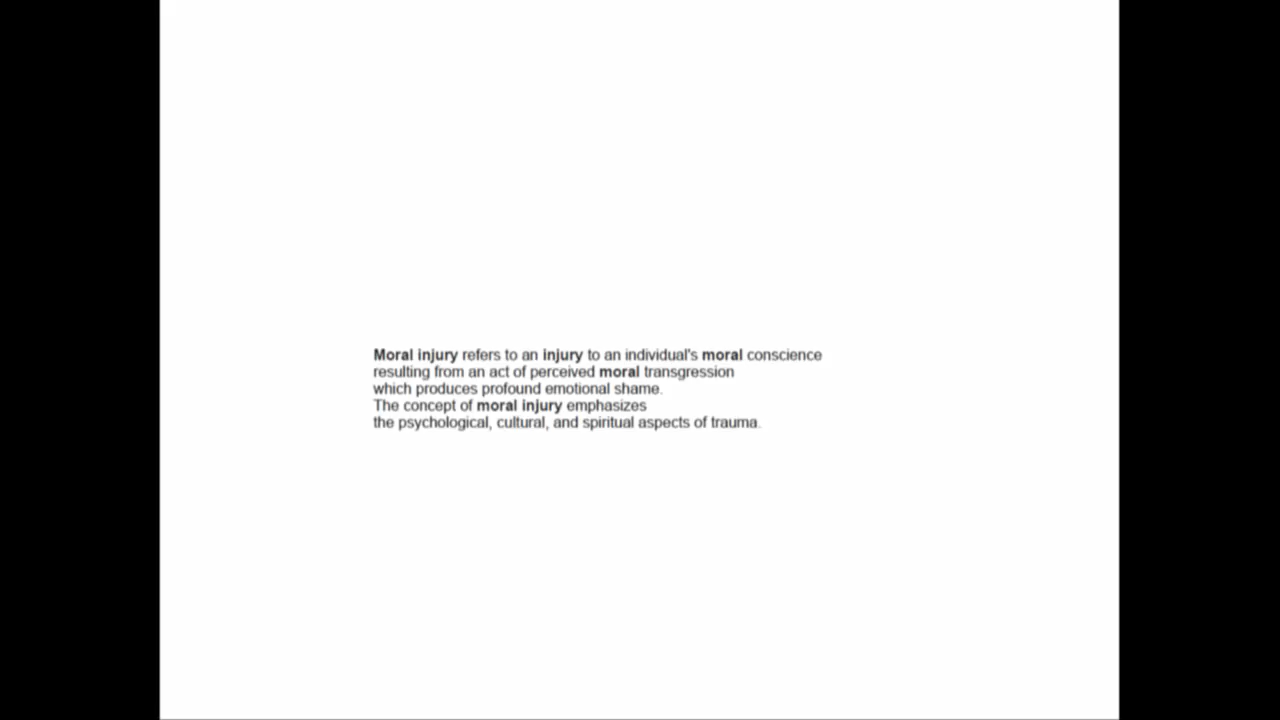 Moral injury refers to an injury to an individual's moral conscience
resulting from an act of perceived moral transgression
which produces profound emotional shame.
The concept of moral injury emphasizes
the psychological, cultural, and spiritual aspects of trauma.